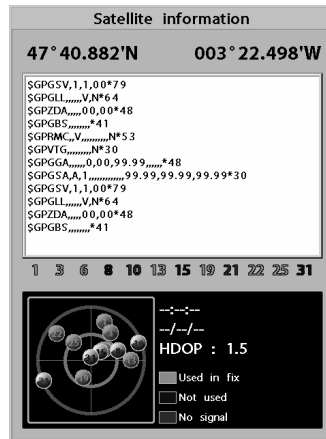 Satellite information
47°40.882'N 003°22.498'W
$GPGSV,1,1,00*79
$GPGLL,,,,,,V,N*64
$GPZDA,,,,,00,00*48
$GPGBS,,,,,,,,*41
$GPRMC,,V,,,,,,,,,,N*53
$GPVTG,,,,,,,,,N*30
$GPGGA,,,,,,0,00,99.99,,,,,,*48
$GPGSA,A,1,,,,,,,,,,,,,99.99,99.99,99.99*30
$GPGSV,1,1,00*79
$GPGLL,,,,,,V,N*64
$GPZDA,,,,,00,00*48
$GPGBS,,,,,,,,*41
1 3 6 8 10 13 15 19 21 22 25 31
--:--:--
--/--/--
HDOP : 1.5
Used in fix
Not used
No signal